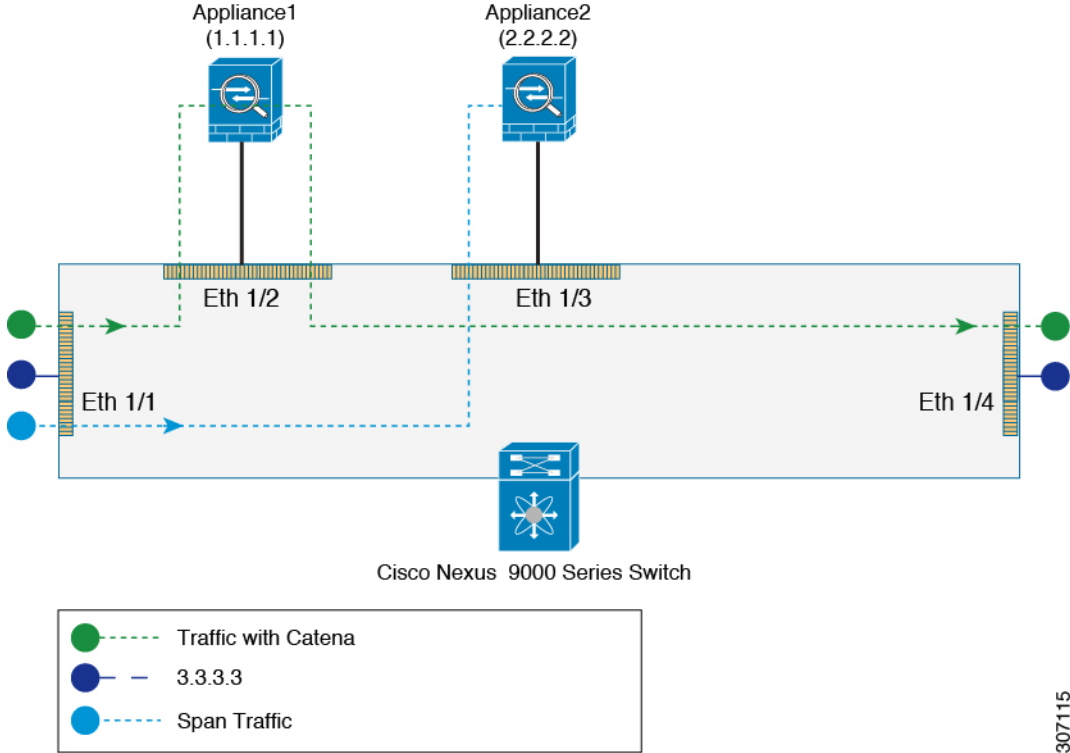 Appliance1
(1.1.1.1)
Appliance2
(2.2.2.2)
Eth 1/2
Eth 1/3
Eth 1/1
Eth 1/4
Cisco Nexus 9000 Series Switch
Traffic with Catena
3.3.3.3
Span Traffic
307115